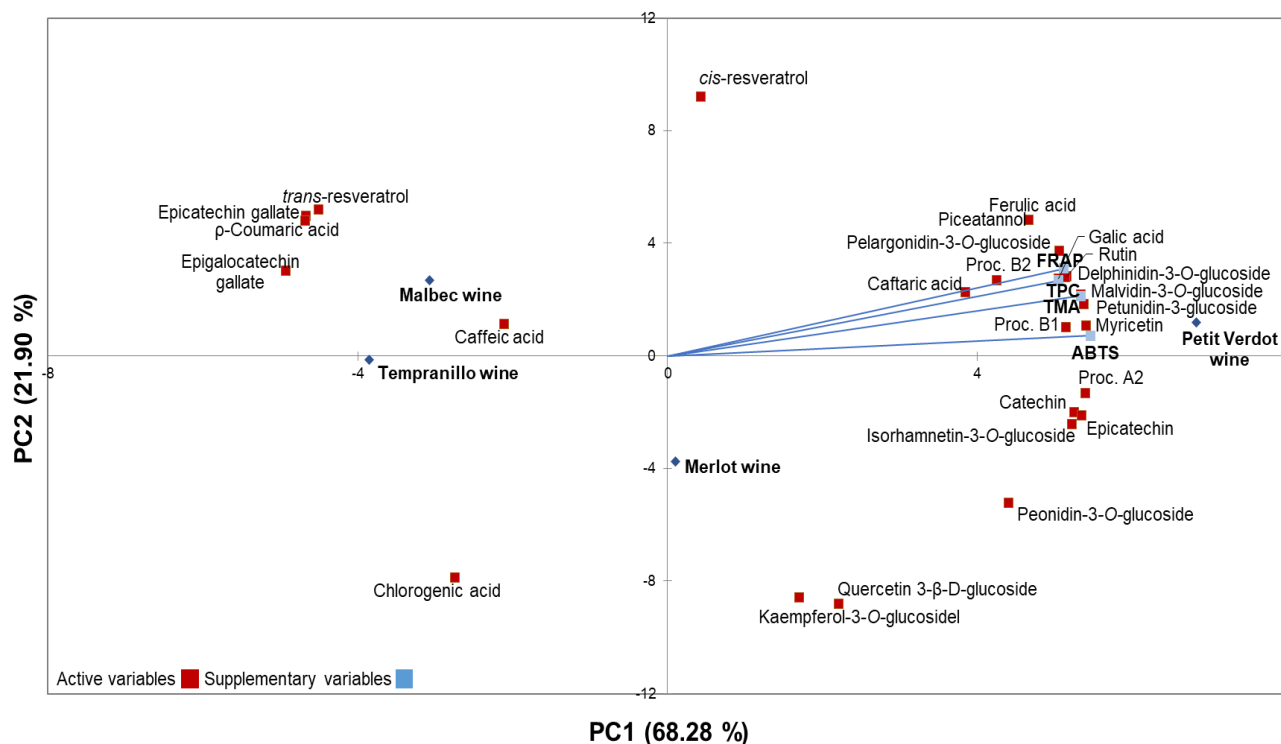 12
cis-resveratrol
8
trans-resveratrol
Epicatechin gallate
ρ-Coumaric acid
Epigalocatechin
gallate
Malbec wine
Caffeic acid
Tempranillo wine
Ferulic acid
Piceatannol
Galic acid
Pelargonidin-3-O-glucoside
Rutin
4
FRAP
Proc. B2
Delphinidin-3-O-glucoside
Caftaric acid
TPC
Malvidin-3-O-glucoside
TMA
Petunidin-3-glucoside
Proc. B1
Myricetin
Petit Verdot
wine
ABTS
-8
-4
0
0
4
Proc. A2
Catechin
Epicatechin
Isorhamnetin-3-O-glucoside
-4
Merlot wine
Peonidin-3-O-glucoside
Chlorogenic acid
-8
Quercetin 3-β-D-glucoside
Kaempferol-3-O-glucosidel
Active variables
Supplementary variables
-12
PC2 (21.90 %)
PC1 (68.28 %)